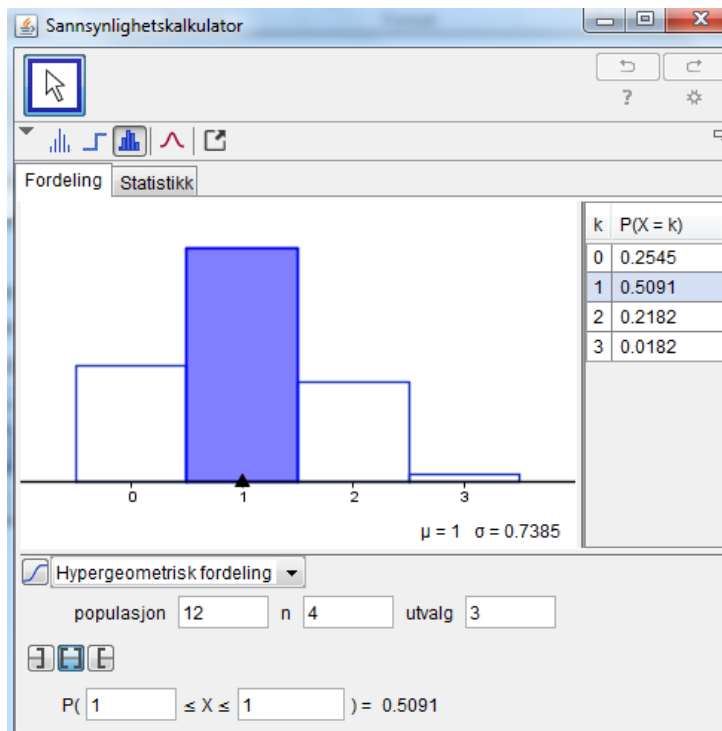 Sannsynlighetskalkulator
?
Fordeling Statistikk
k P(X = k)
0 0.2545
1 0.5091
2 0.2182
3 0.0182
0 1 2 3
μ = 1 σ = 0.7385
Hypergeometrisk fordeling
populasjon 12 n 4 utvalg 3
P( 1 ≤ X ≤ 1 ) = 0.5091